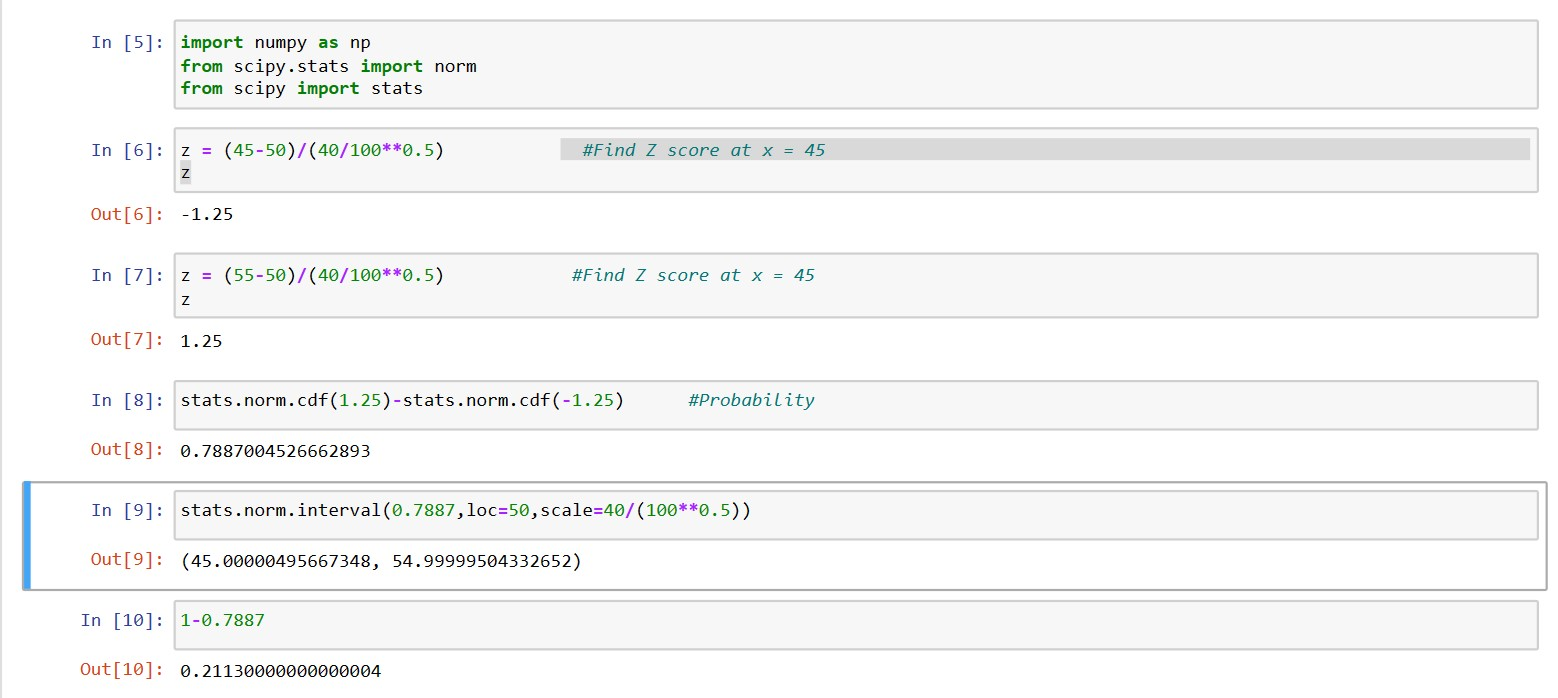 In [5]: import numpy as np
from scipy.stats import norm
from scipy import stats
In [6]: z = (45-50)/(40/100**0.5) #Find Z score at x = 45
z
Out[6]: -1.25
In [7]: z = (55-50)/(40/100**0.5) #Find Z score at x = 45
z
Out[7]: 1.25
In [8]: stats.norm.cdf(1.25)-stats.norm.cdf(-1.25) #Probability
Out[8]: 0.7887004526662893
In [9]: stats.norm.interval(0.7887,loc=50,scale=40/(100**0.5))
Out[9]: (45.00000495667348, 54.99999504332652)
In [10]: 1-0.7887
Out[10]: 0.21130000000000004